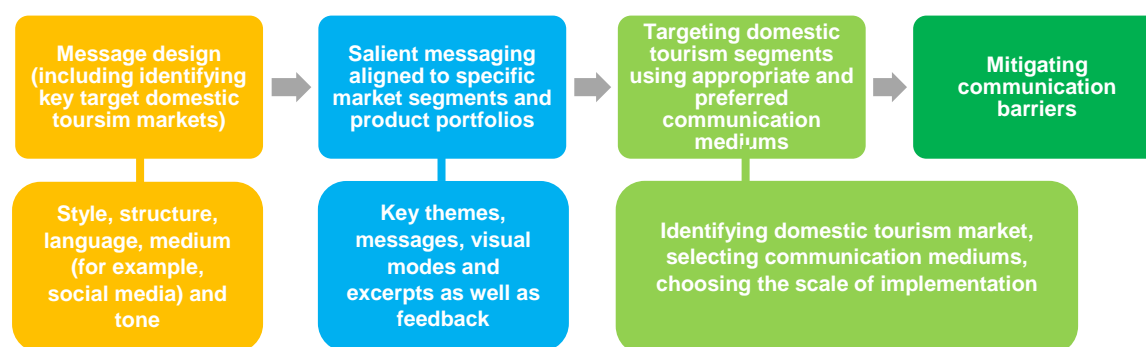 Message design
(including identifying
key target domestic
toursim markets)
Salient messaging
aligned to specific
market segments and
product portfolios
Targeting domestic
tourism segments
using appropriate and
preferred
communication
mediums
Mitigating
communication
barriers
Style, structure,
language, medium
(for example,
social media) and
tone
Key themes,
messages, visual
modes and
excerpts as well as
feedback
Identifying domestic tourism market,
selecting communication mediums,
choosing the scale of implementation